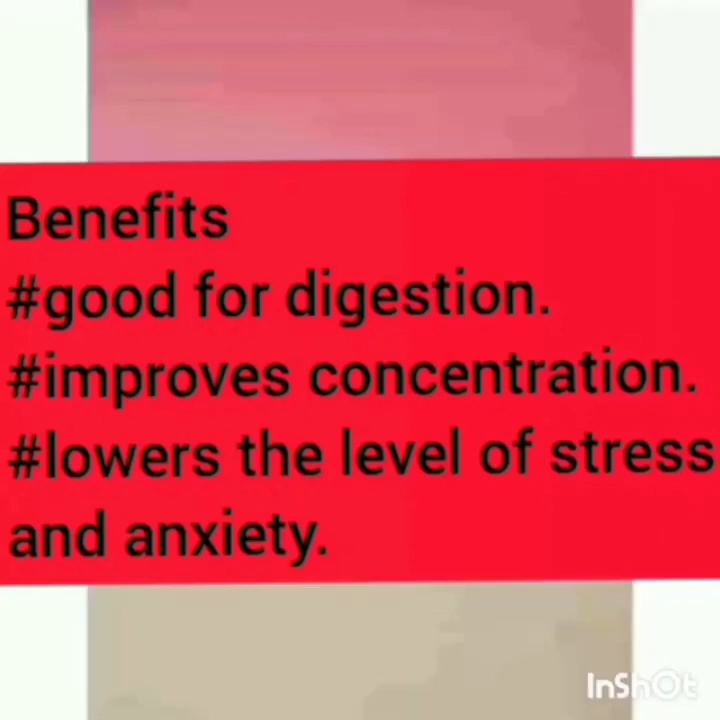 Benefits
#good for digestion.
#improves concentration.
#lowers the level of stress
and anxiety.
InShOt